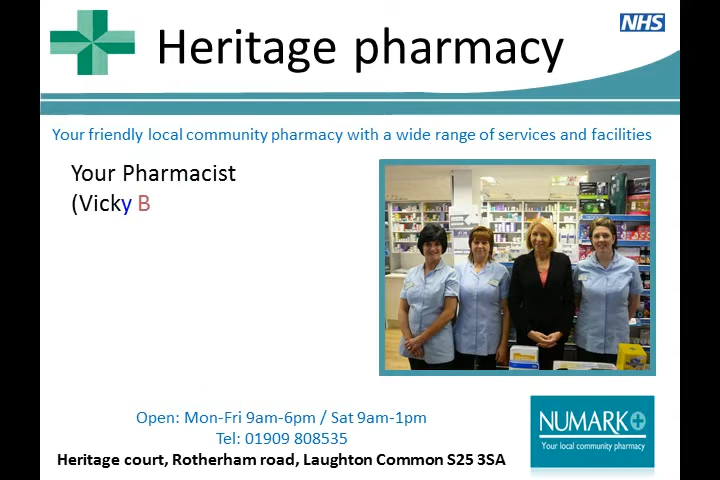 Heritage pharmacy
NHS
Your friendly local community pharmacy with a wide range of services and facilities
Your Pharmacist
(Vicky B
Open: Mon-Fri 9am-6pm / Sat 9am-1pm
Tel: 01909 808535
Heritage court, Rotherham road, Laughton Common S25 3SA
NUMARK
Your local community pharmacy